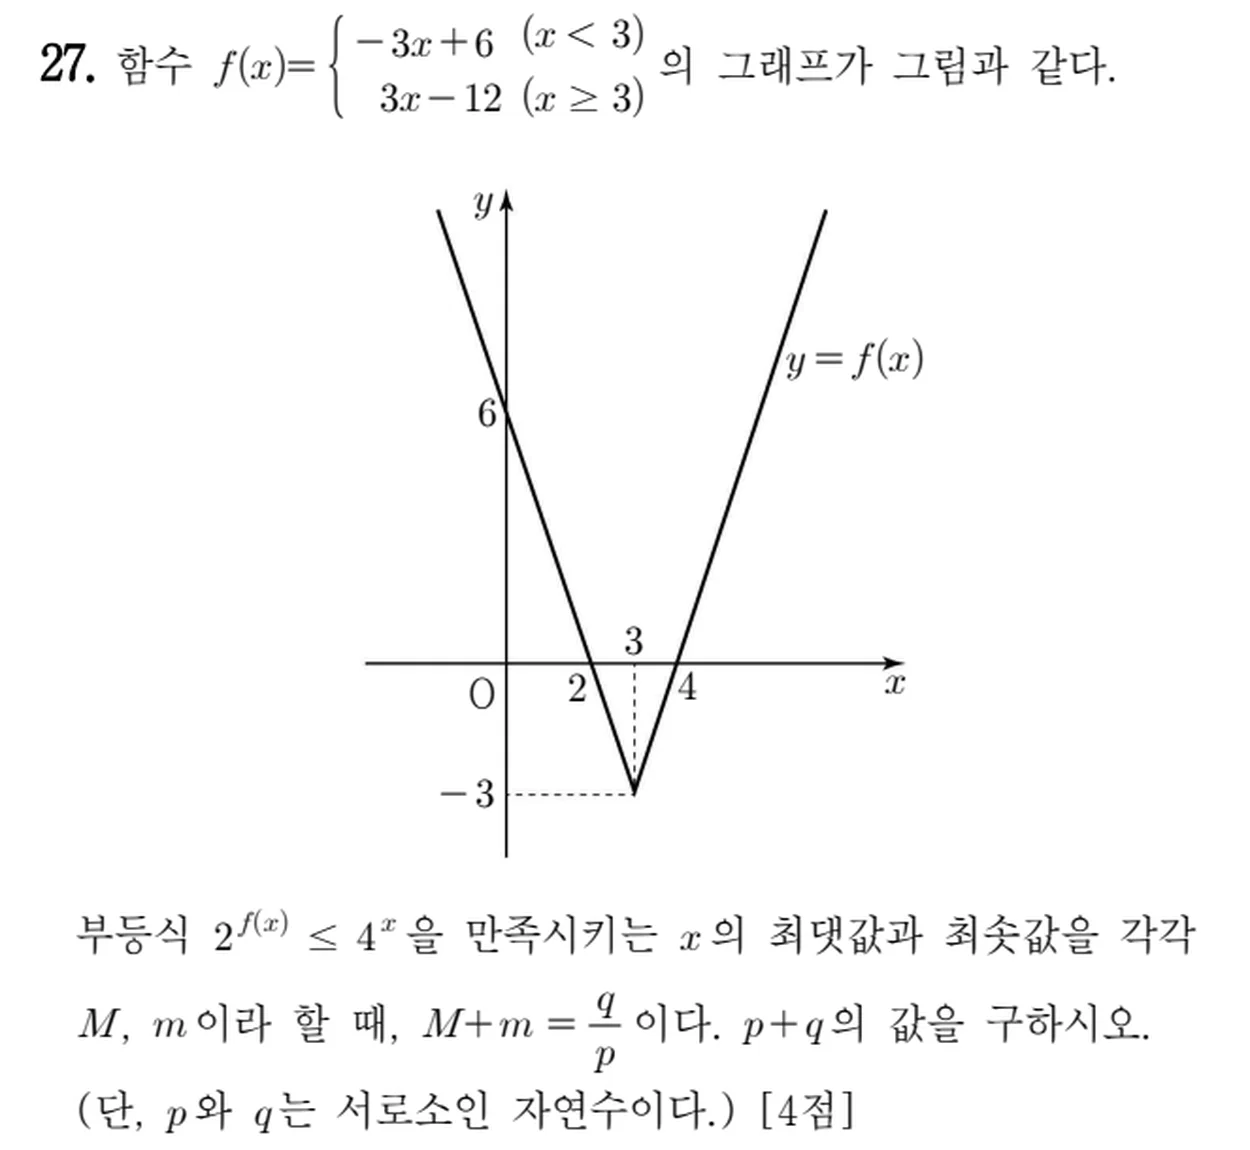 27. 함수 f(x)= { -3x+6 (x < 3)
3x-12 (x ≥ 3) 의 그래프가 그림과 같다.
y
y=f(x)
6
3
O 2 4 x
-3
부등식 2^{f(x)} ≤ 4^x 을 만족시키는 x의 최댓값과 최솟값을 각각
M, m이라 할 때, M+m = q/p 이다. p+q의 값을 구하시오.
(단, p와 q는 서로소인 자연수이다.) [4점]